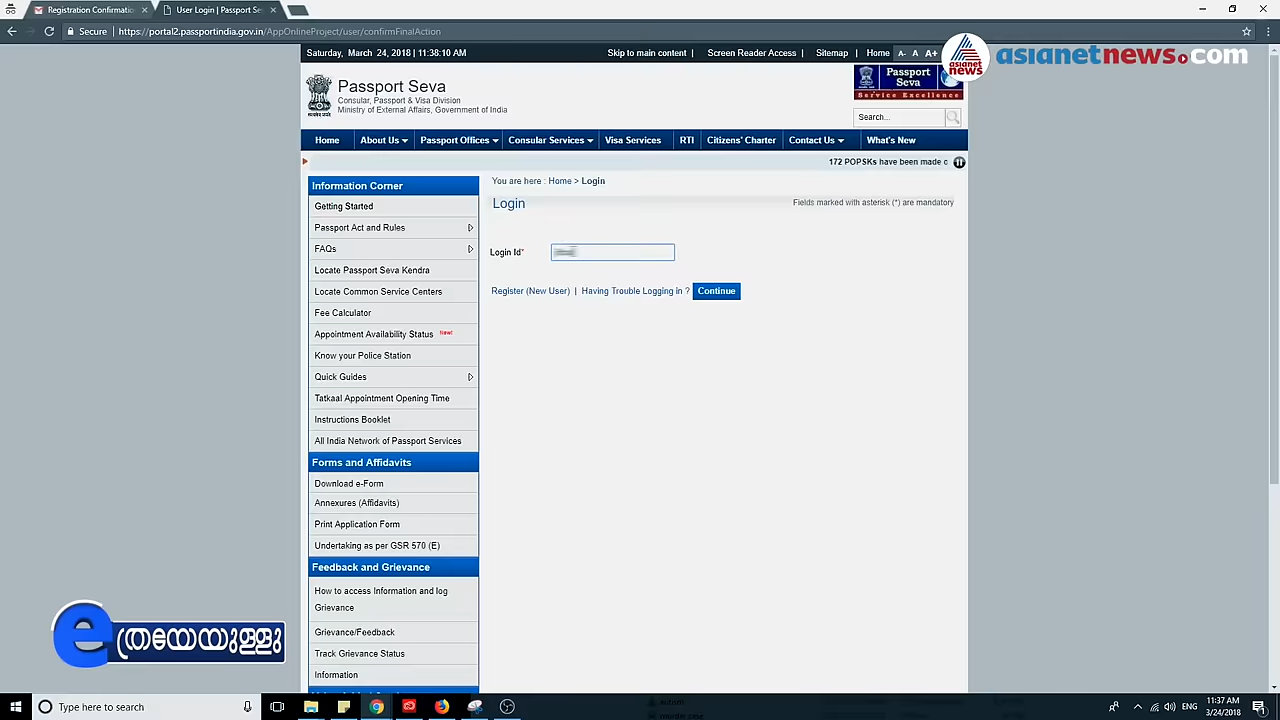 Registration Confirmatio
User Login | Passport Se
Secure | https://portal2.passportindia.gov.in/AppOnlineProject/user/confirmFinalAction
Saturday, March 24, 2018 | 11:38:10 AM
Skip to main content | Screen Reader Access | Sitemap | Home A- A A+
asianet news
asianetnews.com
Passport Seva
Consular, Passport & Visa Division
Ministry of External Affairs, Government of India
Passport Seva
Service Excellence
Search...
Home About Us Passport Offices Consular Services Visa Services RTI Citizens' Charter Contact Us What's New
172 POPSKs have been made c
Information Corner
Getting Started
Passport Act and Rules
FAQs
Locate Passport Seva Kendra
Locate Common Service Centers
Fee Calculator
Appointment Availability Status New!
Know your Police Station
Quick Guides
Tatkaal Appointment Opening Time
Instructions Booklet
All India Network of Passport Services
Forms and Affidavits
Download e-Form
Annexures (Affidavits)
Print Application Form
Undertaking as per GSR 570 (E)
Feedback and Grievance
How to access Information and log
Grievance
Grievance/Feedback
Track Grievance Status
Information
You are here : Home > Login
Login
Fields marked with asterisk (*) are mandatory
Login Id*
Register (New User) | Having Trouble Logging in ? Continue
eത്രയേയുള്ളു
Type here to search
ENG
11:37 AM
3/24/2018